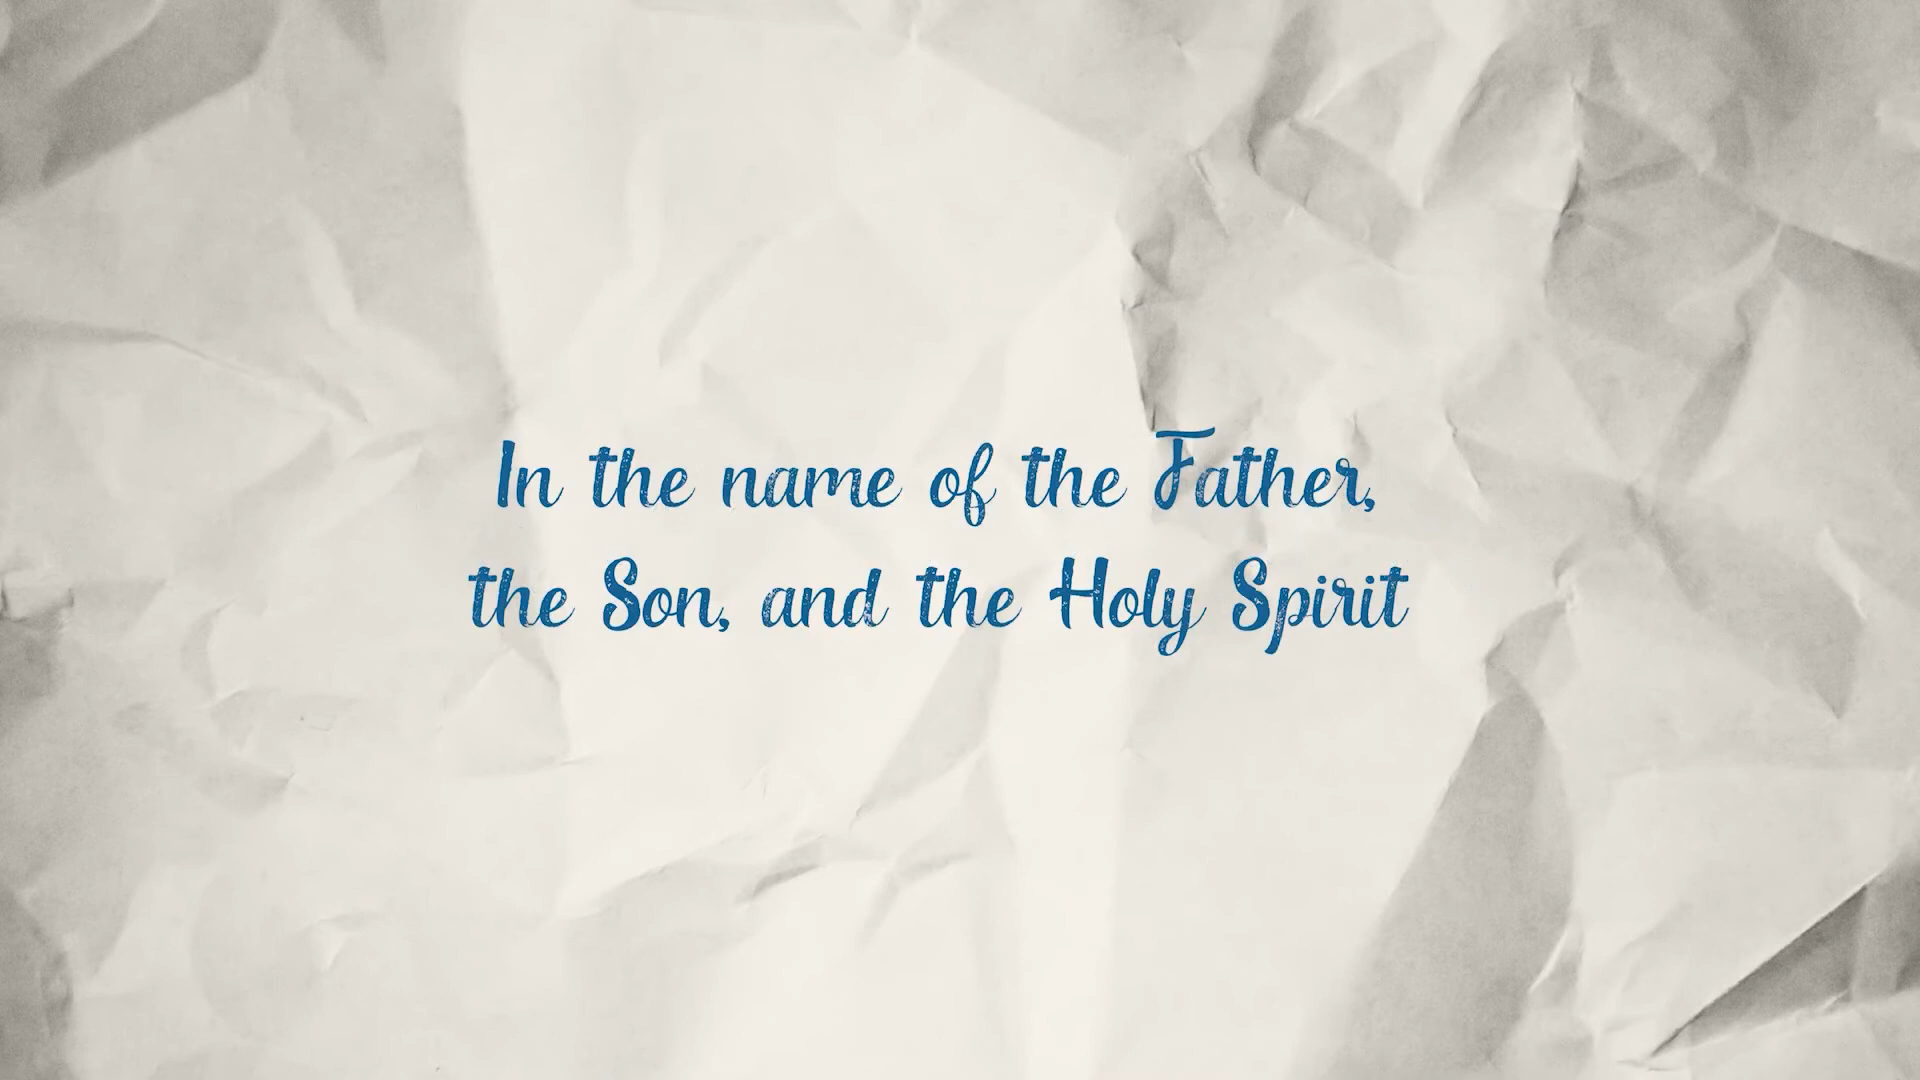 In the name of the Father,
the Son, and the Holy Spirit